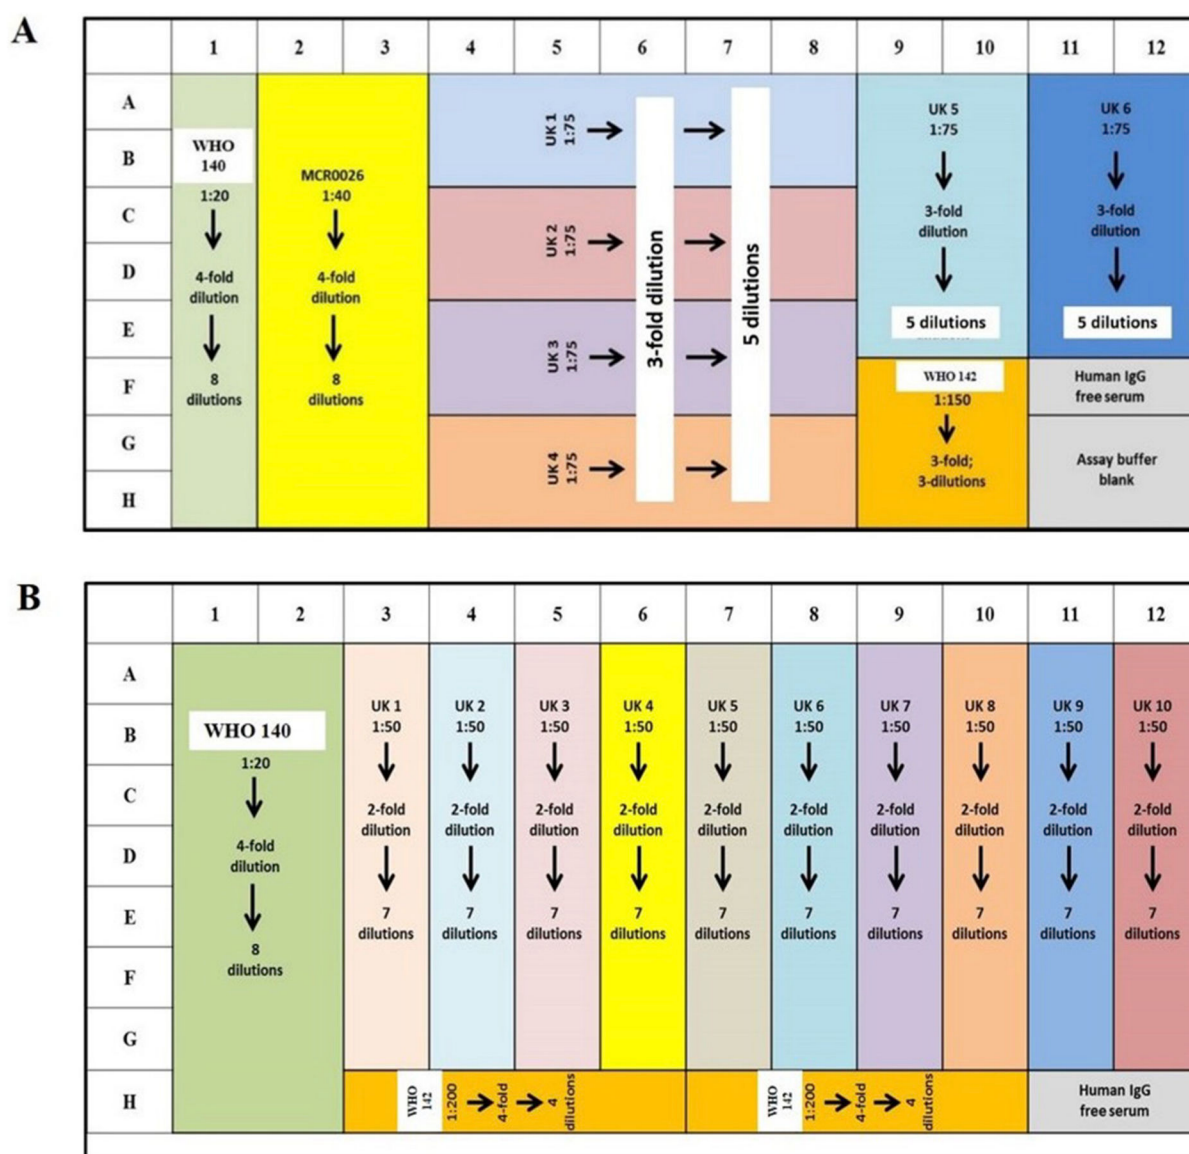 A
1 2 3 4 5 6 7 8 9 10 11 12
A
B
C
D
E
F
G
H
WHO
140
1:20
4-fold
dilution
8
dilutions
MCR0026
1:40
4-fold
dilution
8
dilutions
UK 1
1:75
UK 2
1:75
UK 3
1:75
UK 4
1:75
3-fold dilution
5 dilutions
UK 5
1:75
3-fold
dilution
5 dilutions
UK 6
1:75
3-fold
dilution
5 dilutions
WHO 142
1:150
3-fold;
3-dilutions
Human IgG
free serum
Assay buffer
blank
B
1 2 3 4 5 6 7 8 9 10 11 12
A
B
C
D
E
F
G
H
WHO 140
1:20
4-fold
dilution
8
dilutions
UK 1
1:50
2-fold
dilution
7
dilutions
UK 2
1:50
2-fold
dilution
7
dilutions
UK 3
1:50
2-fold
dilution
7
dilutions
UK 4
1:50
2-fold
dilution
7
dilutions
UK 5
1:50
2-fold
dilution
7
dilutions
UK 6
1:50
2-fold
dilution
7
dilutions
UK 7
1:50
2-fold
dilution
7
dilutions
UK 8
1:50
2-fold
dilution
7
dilutions
UK 9
1:50
2-fold
dilution
7
dilutions
UK 10
1:50
2-fold
dilution
7
dilutions
WHO
142
1:200
4-fold
4
dilutions
WHO
142
1:200
4-fold
4
dilutions
Human IgG
free serum